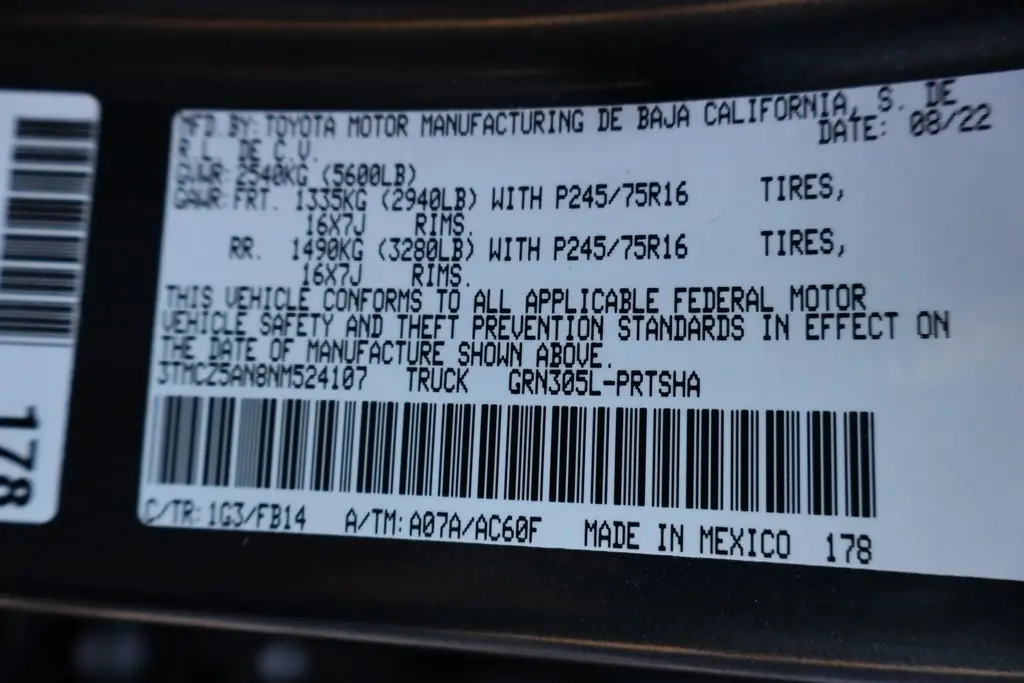 MFD.BY: TOYOTA MOTOR MANUFACTURING DE BAJA CALIFORNIA, S. DE
R.L. DE C.V. DATE: 08/22
GVWR: 2540KG (5600LB)
GAWR: FRT. 1335KG (2940LB) WITH P245/75R16 TIRES,
16X7J RIMS.
RR. 1490KG (3280LB) WITH P245/75R16 TIRES,
16X7J RIMS.
THIS VEHICLE CONFORMS TO ALL APPLICABLE FEDERAL MOTOR
VEHICLE SAFETY AND THEFT PREVENTION STANDARDS IN EFFECT ON
THE DATE OF MANUFACTURE SHOWN ABOVE.
3TMCZ5AN8NM524107 TRUCK GRN305L-PRTSHA
C/TR: 1G3/FB14 A/TM: A07A/AC60F MADE IN MEXICO 178
178